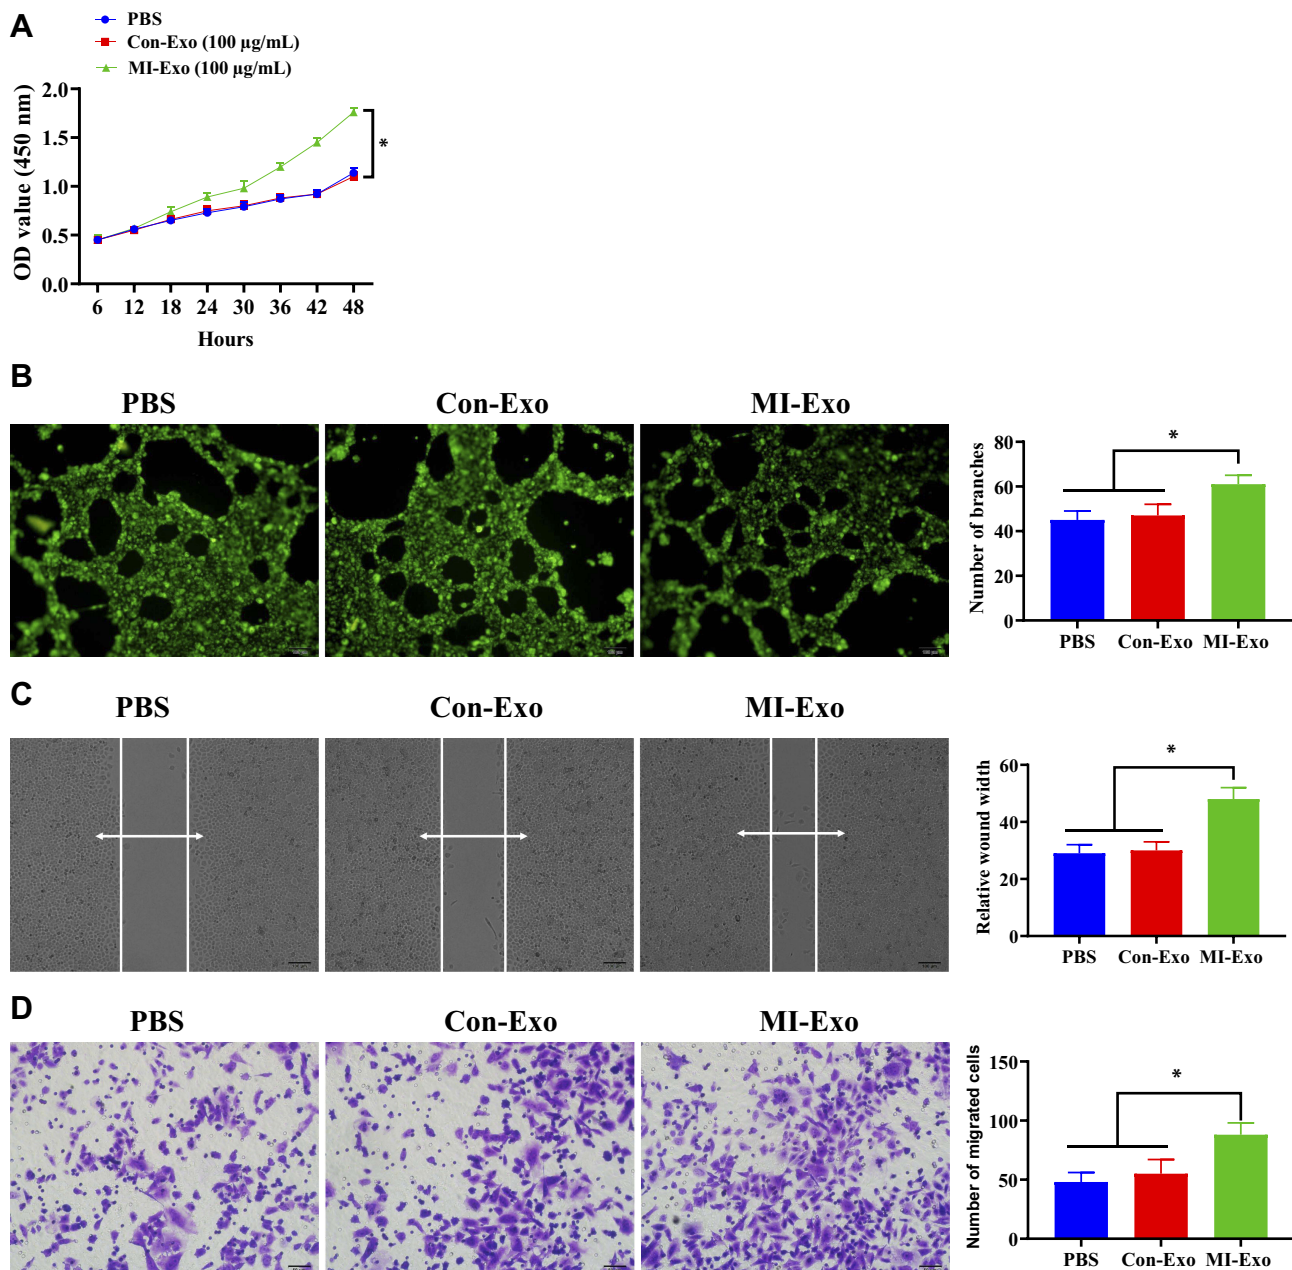 A
PBS
Con-Exo (100 µg/mL)
MI-Exo (100 µg/mL)
OD value (450 nm)
2.0
1.5
1.0
0.5
0.0
*
6 12 18 24 30 36 42 48
Hours
B
PBS Con-Exo MI-Exo
Number of branches
80
60
40
20
0
*
PBS Con-Exo MI-Exo
C
PBS Con-Exo MI-Exo
Relative wound width
60
40
20
0
*
PBS Con-Exo MI-Exo
D
PBS Con-Exo MI-Exo
Number of migrated cells
150
100
50
0
*
PBS Con-Exo MI-Exo